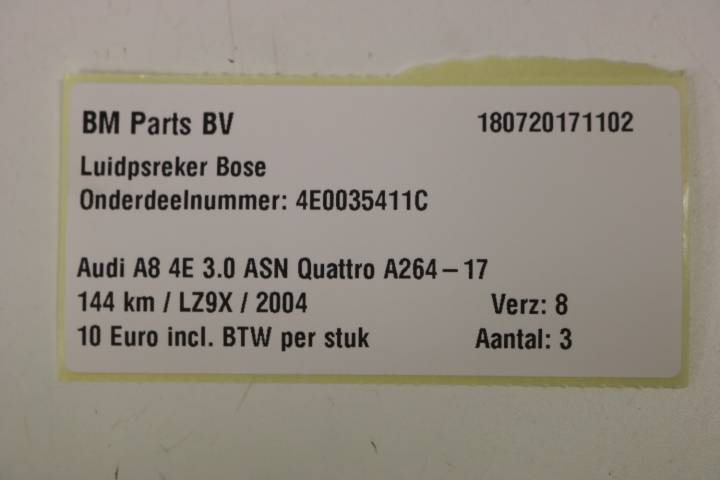 BM Parts BV 180720171102
Luidpsreker Bose
Onderdeelnummer: 4E0035411C
Audi A8 4E 3.0 ASN Quattro A264 – 17
144 km / LZ9X / 2004 Verz: 8
10 Euro incl. BTW per stuk Aantal: 3